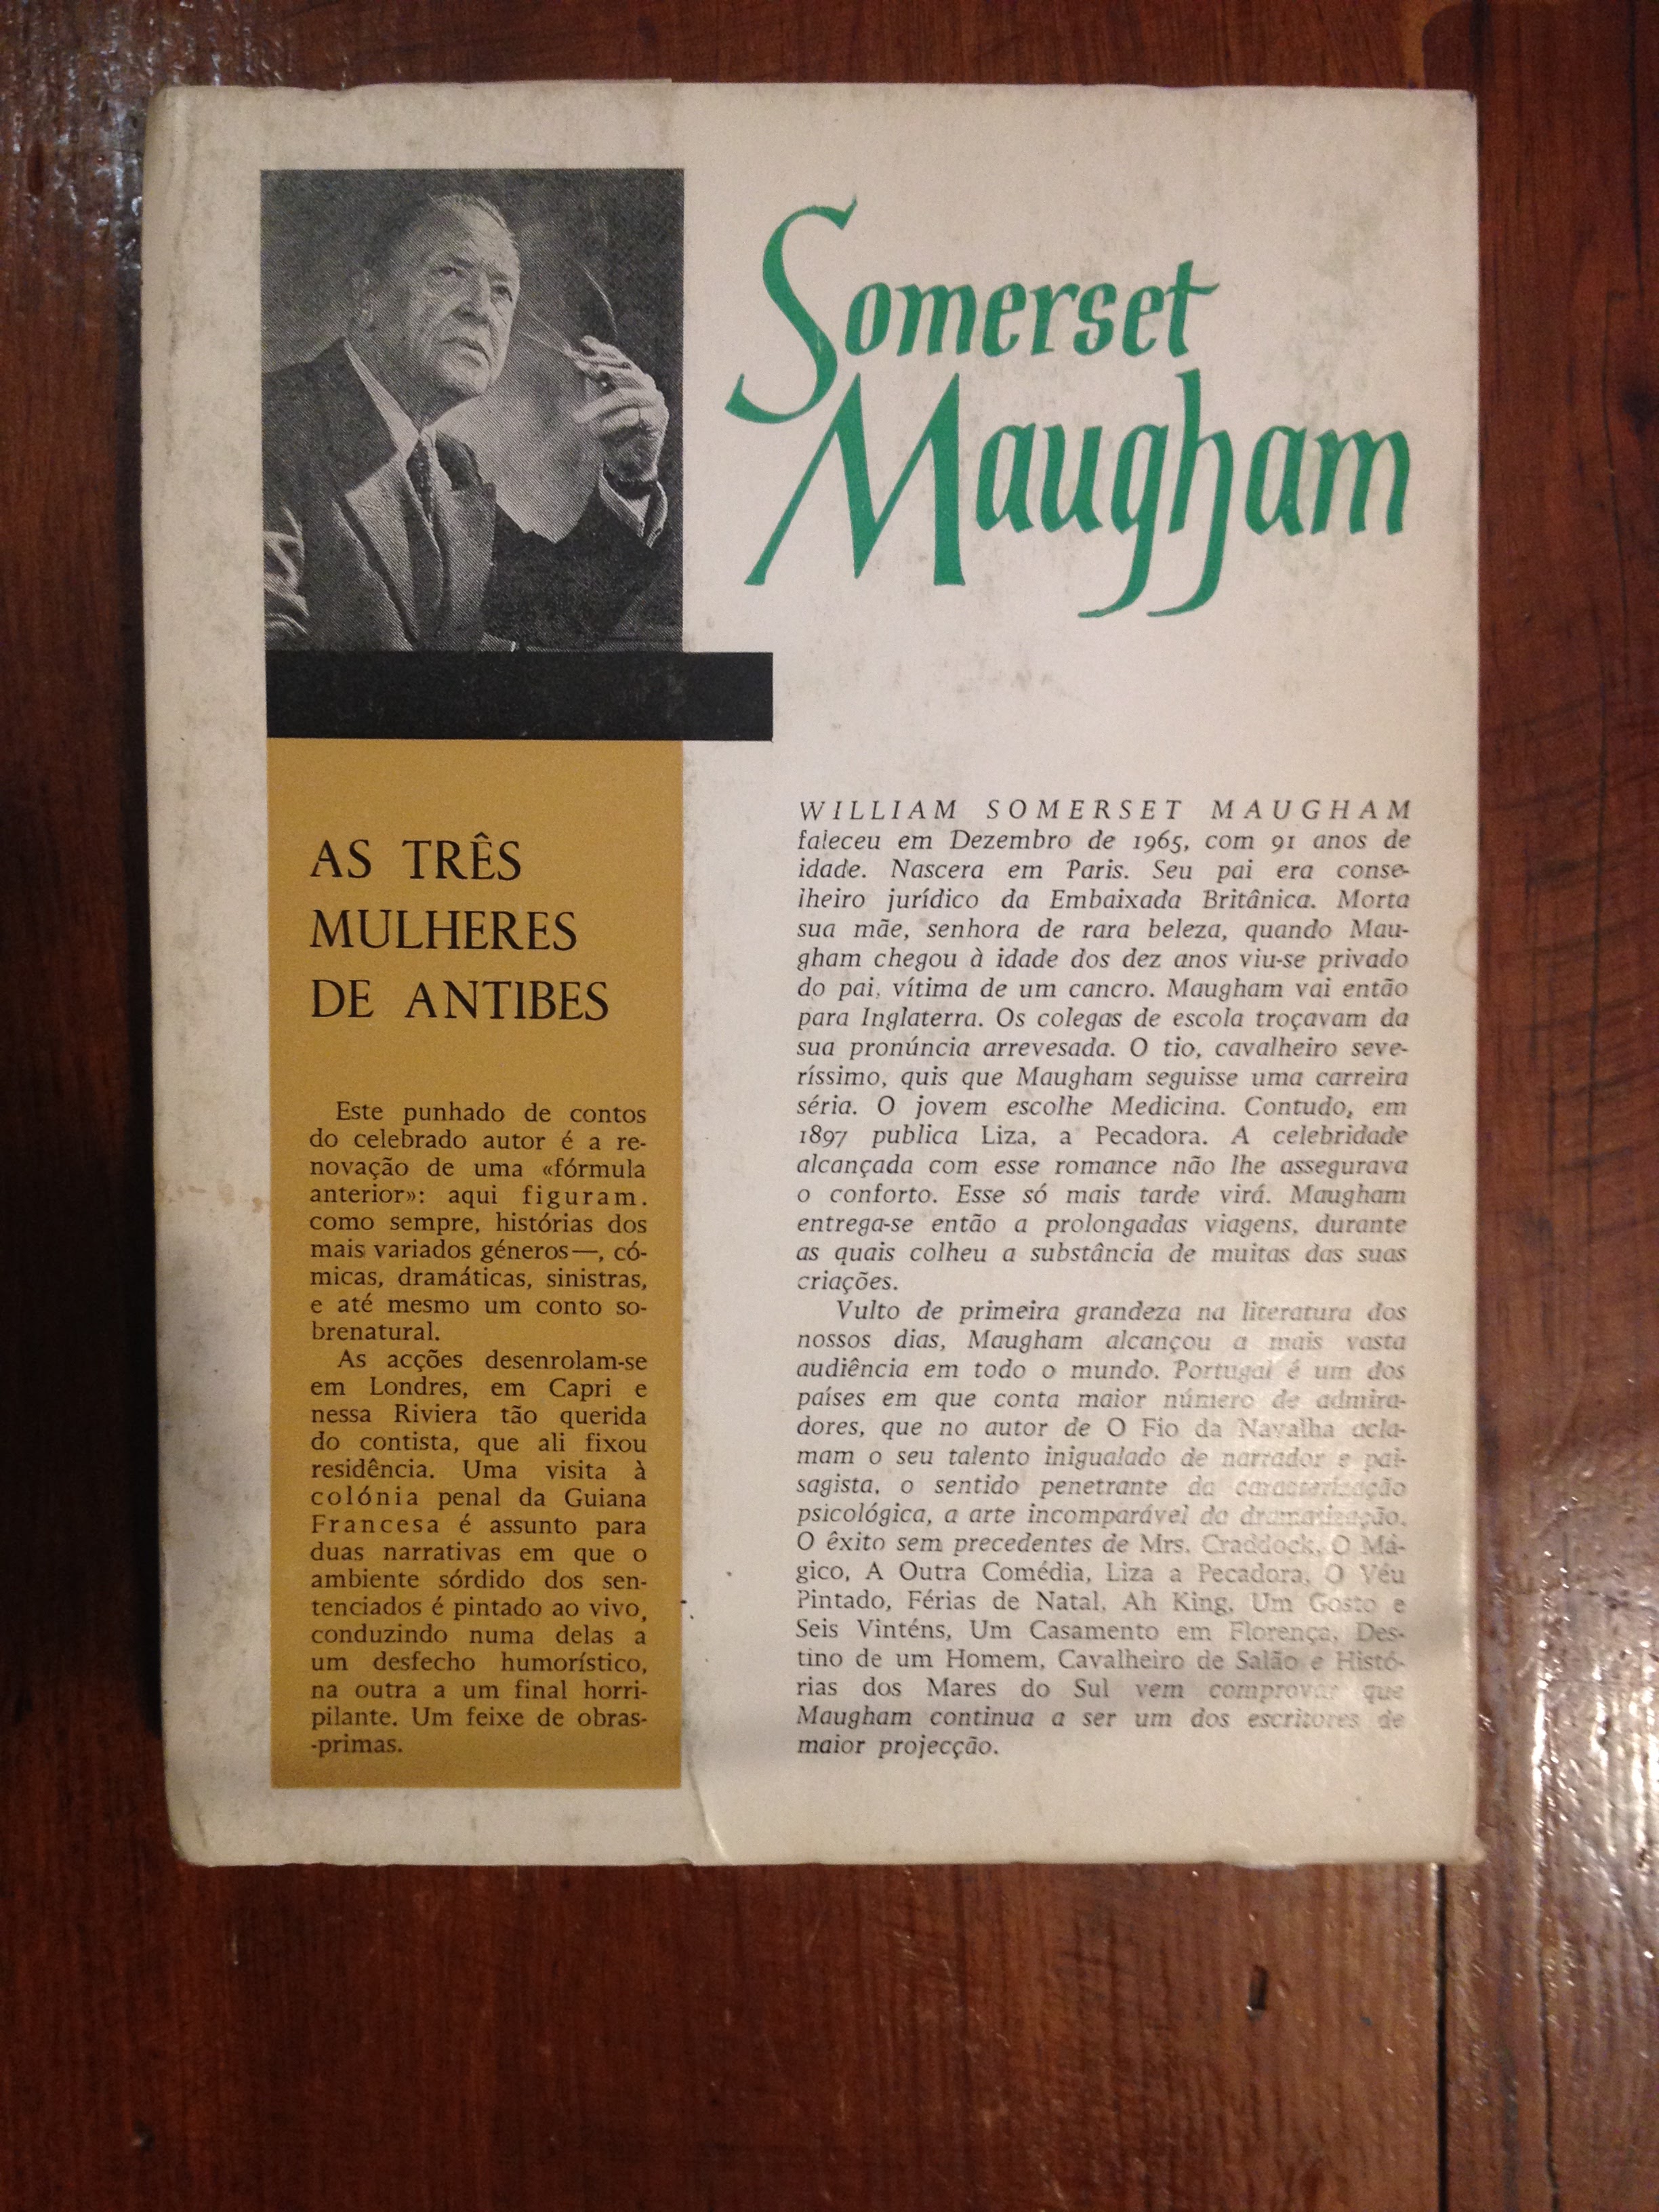 Somerset
Maugham
AS TRÊS
MULHERES
DE ANTIBES
Este punhado de contos
do celebrado autor é a re-
novação de uma «fórmula
anterior»: aqui figuram.
como sempre, histórias dos
mais variados géneros—, có-
micas, dramáticas, sinistras,
e até mesmo um conto so-
brenatural.
As acções desenrolam-se
em Londres, em Capri e
nessa Riviera tão querida
do contista, que ali fixou
residência. Uma visita à
colónia penal da Guiana
Francesa é assunto para
duas narrativas em que o
ambiente sórdido dos sen-
tenciados é pintado ao vivo,
conduzindo numa delas a
um desfecho humorístico,
na outra a um final horri-
pilante. Um feixe de obras-
-primas.
WILLIAM SOMERSET MAUGHAM
faleceu em Dezembro de 1965, com 91 anos de
idade. Nascera em Paris. Seu pai era conse-
lheiro jurídico da Embaixada Britânica. Morta
sua mãe, senhora de rara beleza, quando Mau-
gham chegou à idade dos dez anos viu-se privado
do pai, vítima de um cancro. Maugham vai então
para Inglaterra. Os colegas de escola troçavam da
sua pronúncia arrevesada. O tio, cavalheiro seve-
ríssimo, quis que Maugham seguisse uma carreira
séria. O jovem escolhe Medicina. Contudo, em
1897 publica Liza, a Pecadora. A celebridade
alcançada com esse romance não lhe assegurava
o conforto. Esse só mais tarde virá. Maugham
entrega-se então a prolongadas viagens, durante
as quais colheu a substância de muitas das suas
criações.
Vulto de primeira grandeza na literatura dos
nossos dias, Maugham alcançou a mais vasta
audiência em todo o mundo. Portugal é um dos
países em que conta maior número de admira-
dores, que no autor de O Fio da Navalha acla-
mam o seu talento inigualado de narrador e pai-
sagista, o sentido penetrante da caracterização
psicológica, a arte incomparável da dramatização.
O êxito sem precedentes de Mrs. Craddock, O Má-
gico, A Outra Comédia, Liza a Pecadora, O Véu
Pintado, Férias de Natal, Ah King, Um Gosto e
Seis Vinténs, Um Casamento em Florença, Des-
tino de um Homem, Cavalheiro de Salão e Histó-
rias dos Mares do Sul vem comprovar que
Maugham continua a ser um dos escritores de
maior projecção.